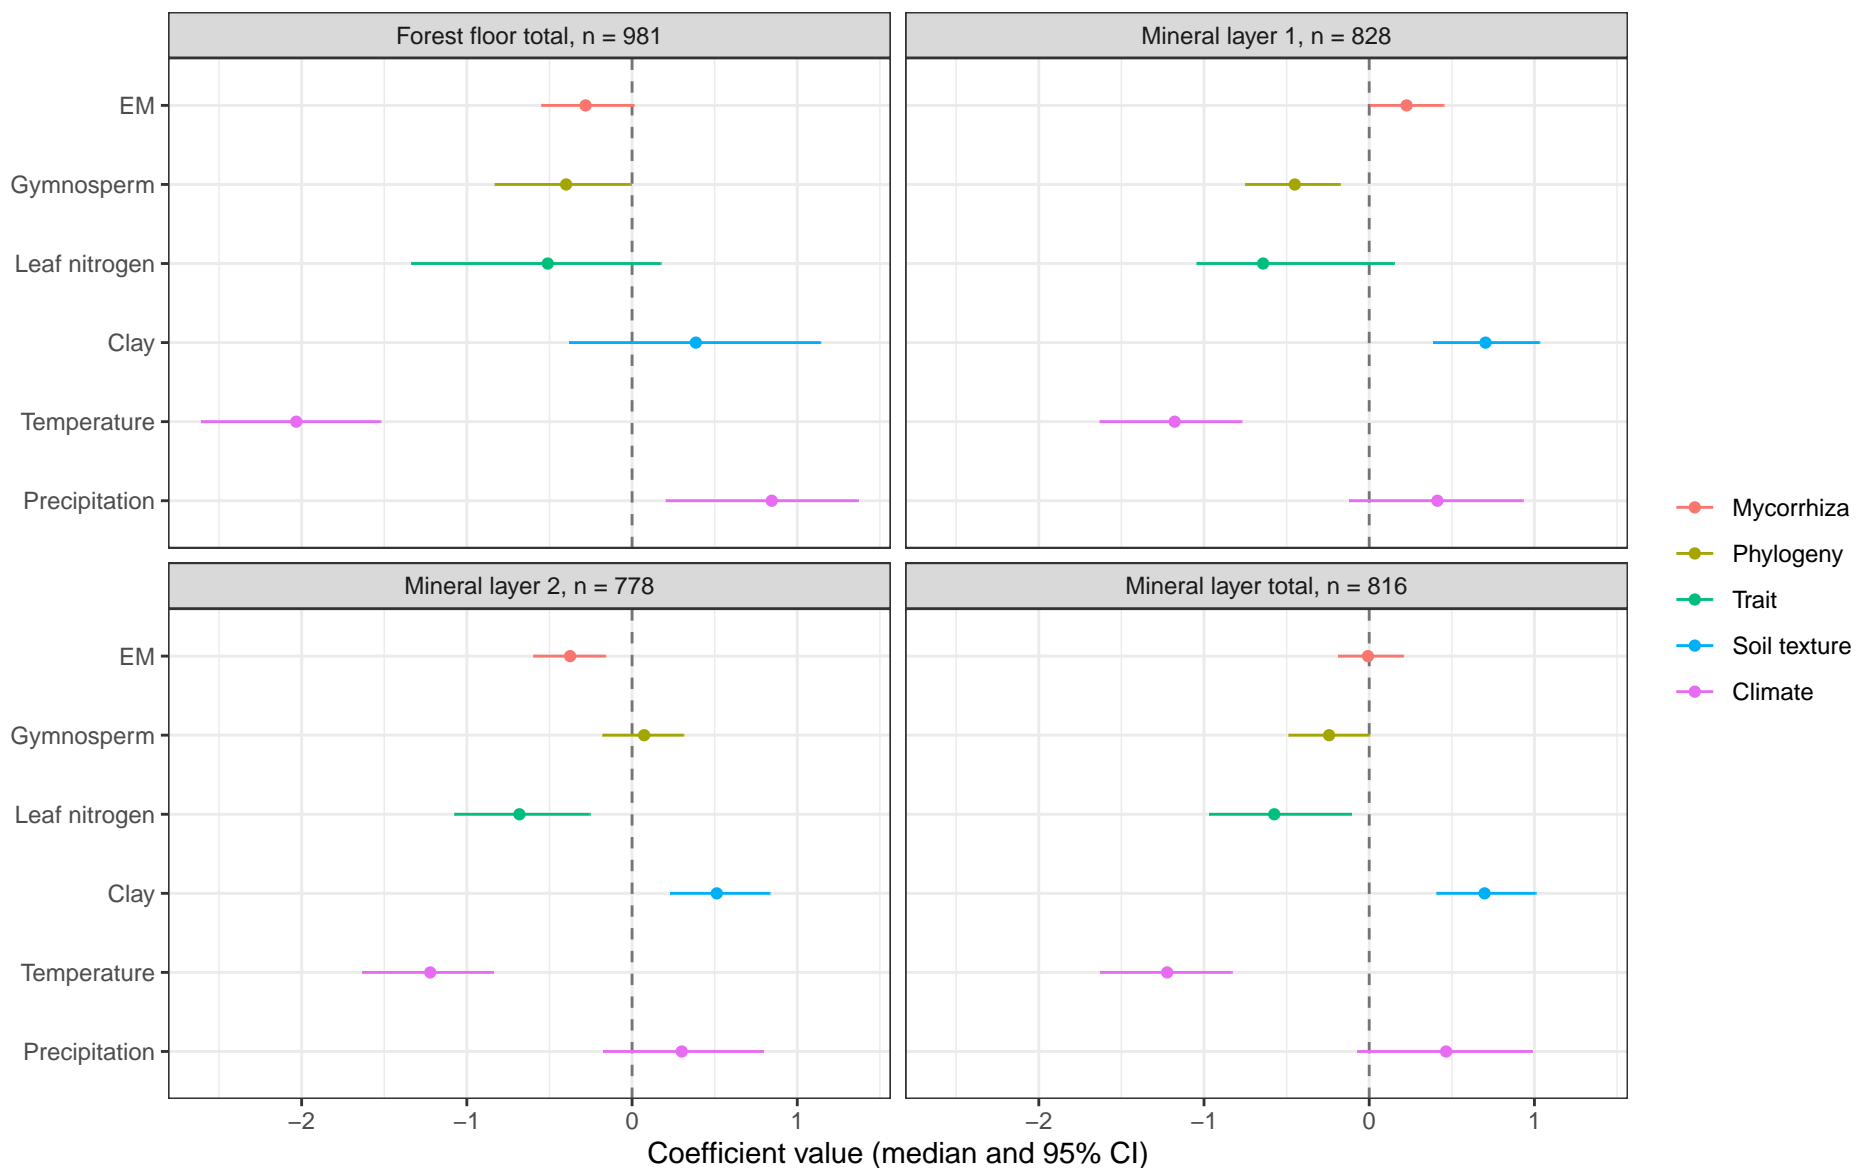 Forest floor total, n = 981
Mineral layer 1, n = 828
EM
Gymnosperm
Leaf nitrogen
Clay
Temperature
Precipitation
Mineral layer 2, n = 778
Mineral layer total, n = 816
EM
Gymnosperm
Leaf nitrogen
Clay
Temperature
Precipitation
−2 −1 0 1
−2 −1 0 1
Coefficient value (median and 95% CI)
Mycorrhiza
Phylogeny
Trait
Soil texture
Climate